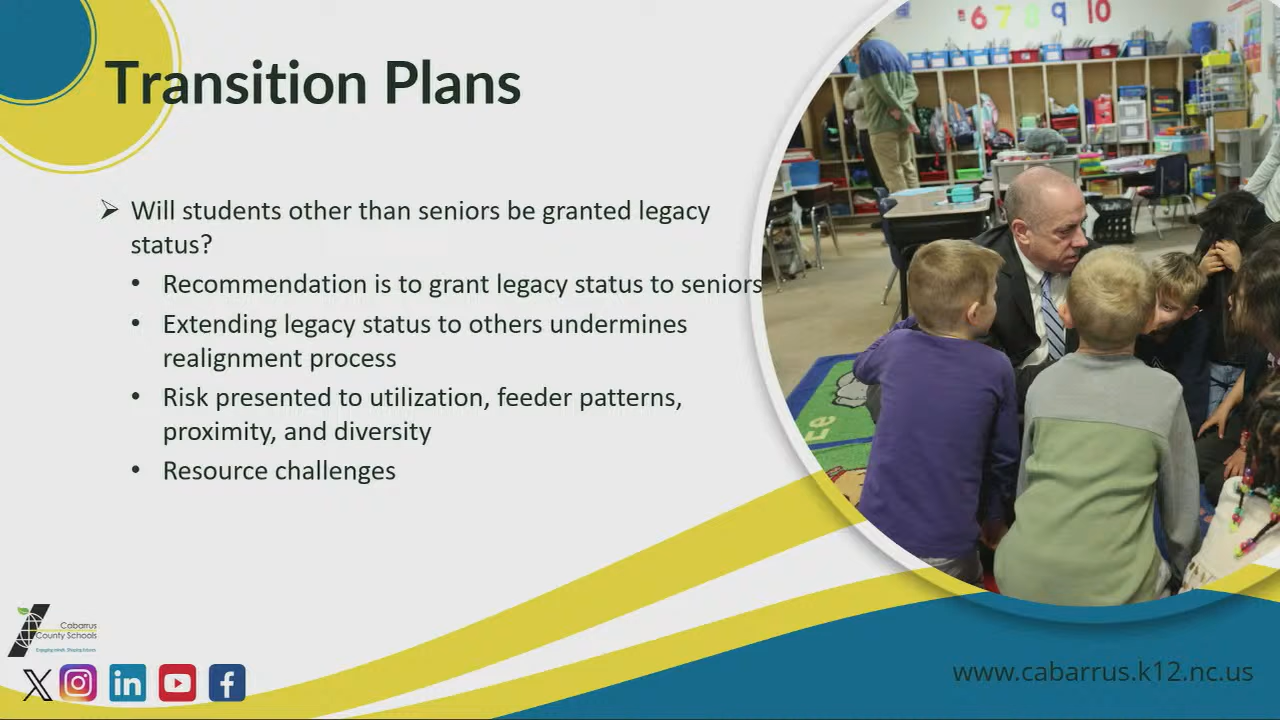 6 7 8 9 10
Transition Plans
➢ Will students other than seniors be granted legacy
status?
• Recommendation is to grant legacy status to seniors
• Extending legacy status to others undermines
realignment process
• Risk presented to utilization, feeder patterns,
proximity, and diversity
• Resource challenges
Cabarrus
County Schools
www.cabarrus.k12.nc.us